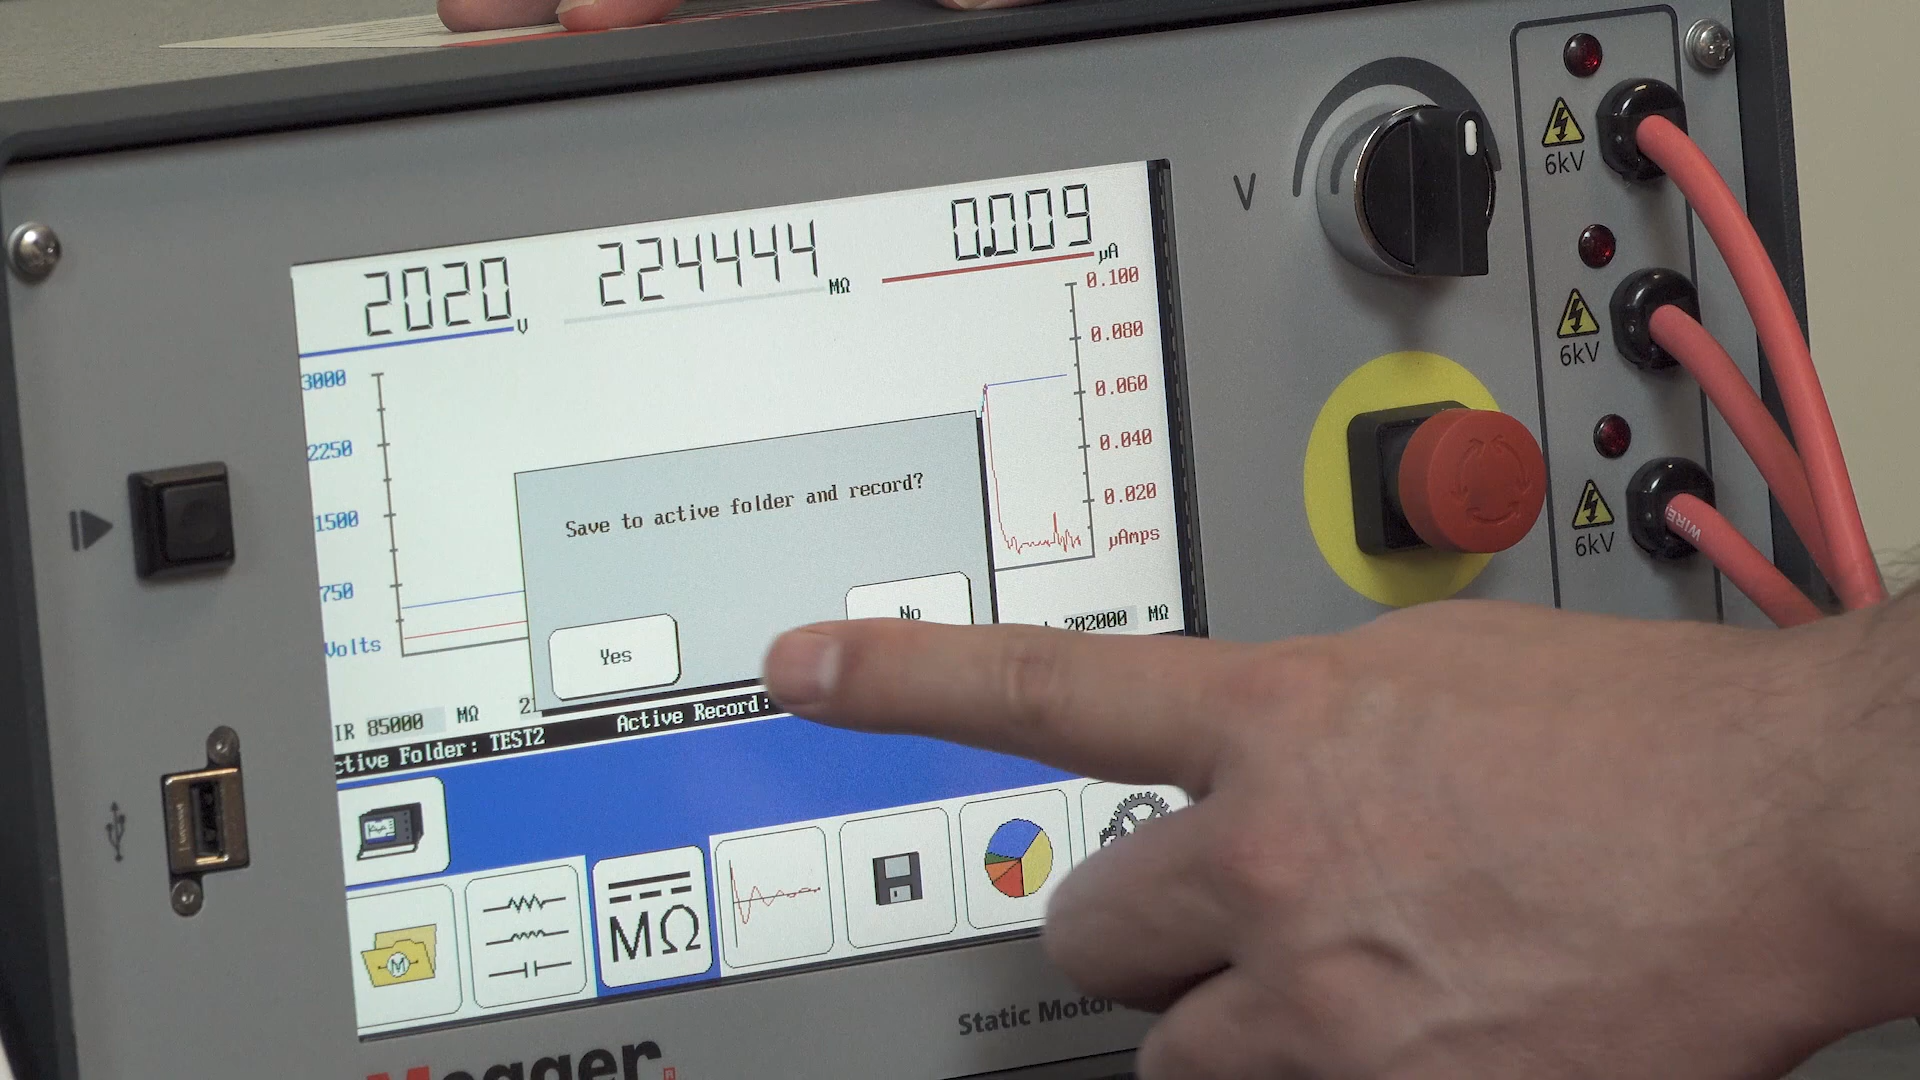 2020 V
224444 MΩ
0.009 µA
3000
2250
1500
750
Volts
0.100
0.080
0.060
0.040
0.020
µAmps
Save to active folder and record?
Yes
No
IR 85000 MΩ
202000 MΩ
ctive Folder: TEST2
Active Record:
MΩ
M
V
6kV
6kV
6kV
WIRE
Static Motor
Megger.